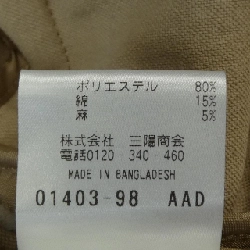 ポリエステル 80%
綿 15%
麻 5%
株式会社 三陽商会
電話0120-340-460
MADE IN BANGLADESH
01403-98 AAD